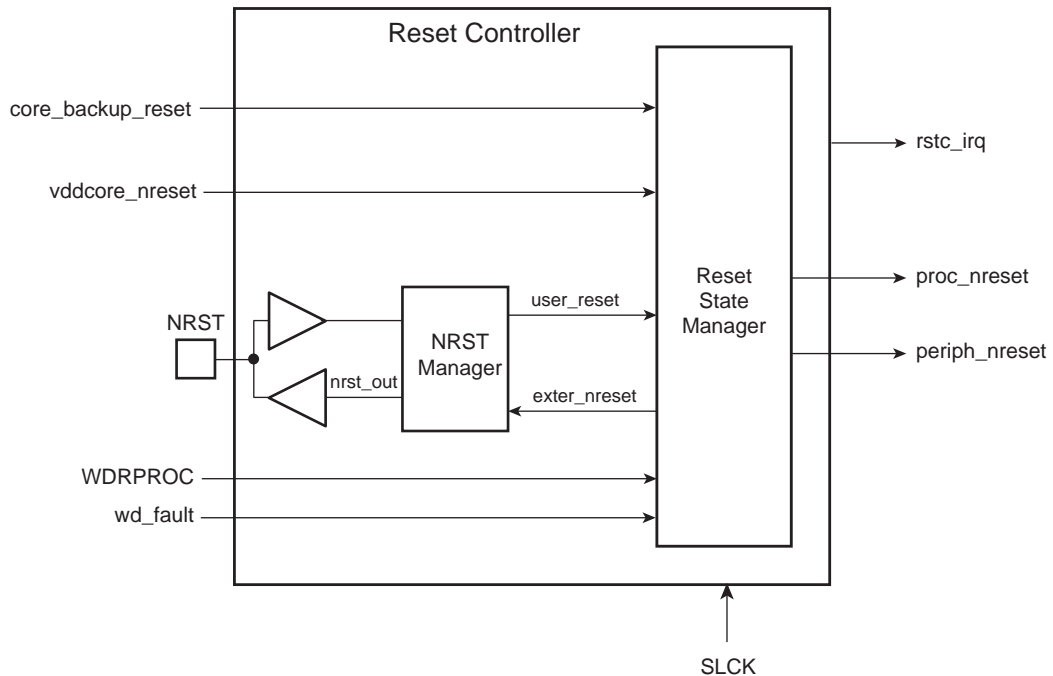 Reset Controller
core_backup_reset
rstc_irq
vddcore_nreset
Reset
State
Manager
proc_nreset
user_reset
NRST
NRST
Manager
periph_nreset
nrst_out
exter_nreset
WDRPROC
wd_fault
SLCK